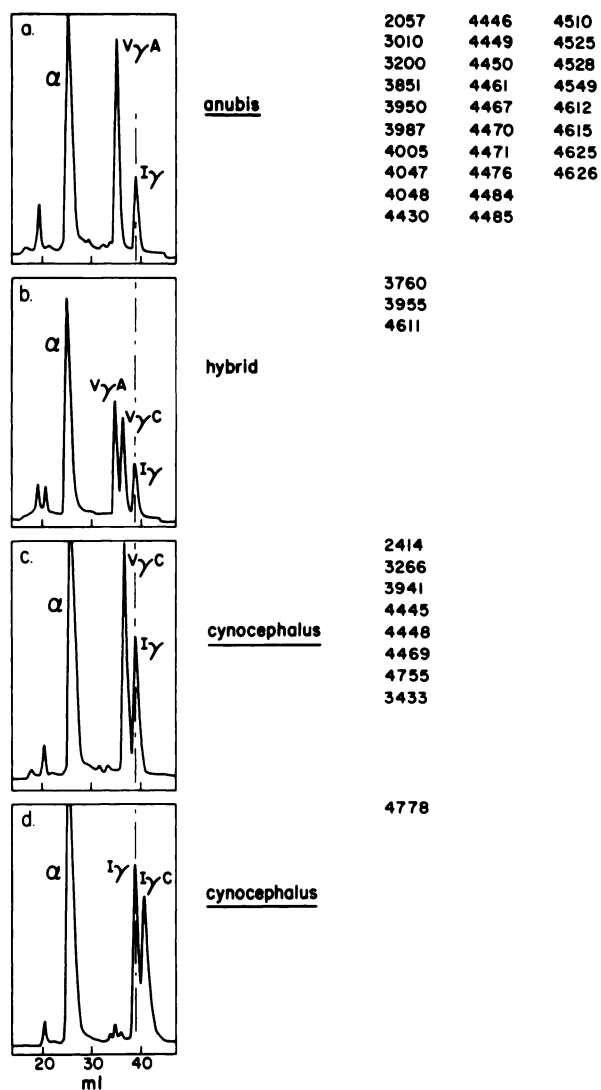 a.
α
VγA
Iγ
anubis
2057 4446 4510
3010 4449 4525
3200 4450 4528
3851 4461 4549
3950 4467 4612
3987 4470 4615
4005 4471 4625
4047 4476 4626
4048 4484
4430 4485
b.
α
VγA
VγC
Iγ
hybrid
3760
3955
4611
c.
α
VγC
Iγ
cynocephalus
2414
3266
3941
4445
4448
4469
4755
3433
d.
α
Iγ
IγC
cynocephalus
4778
20 30 40
ml